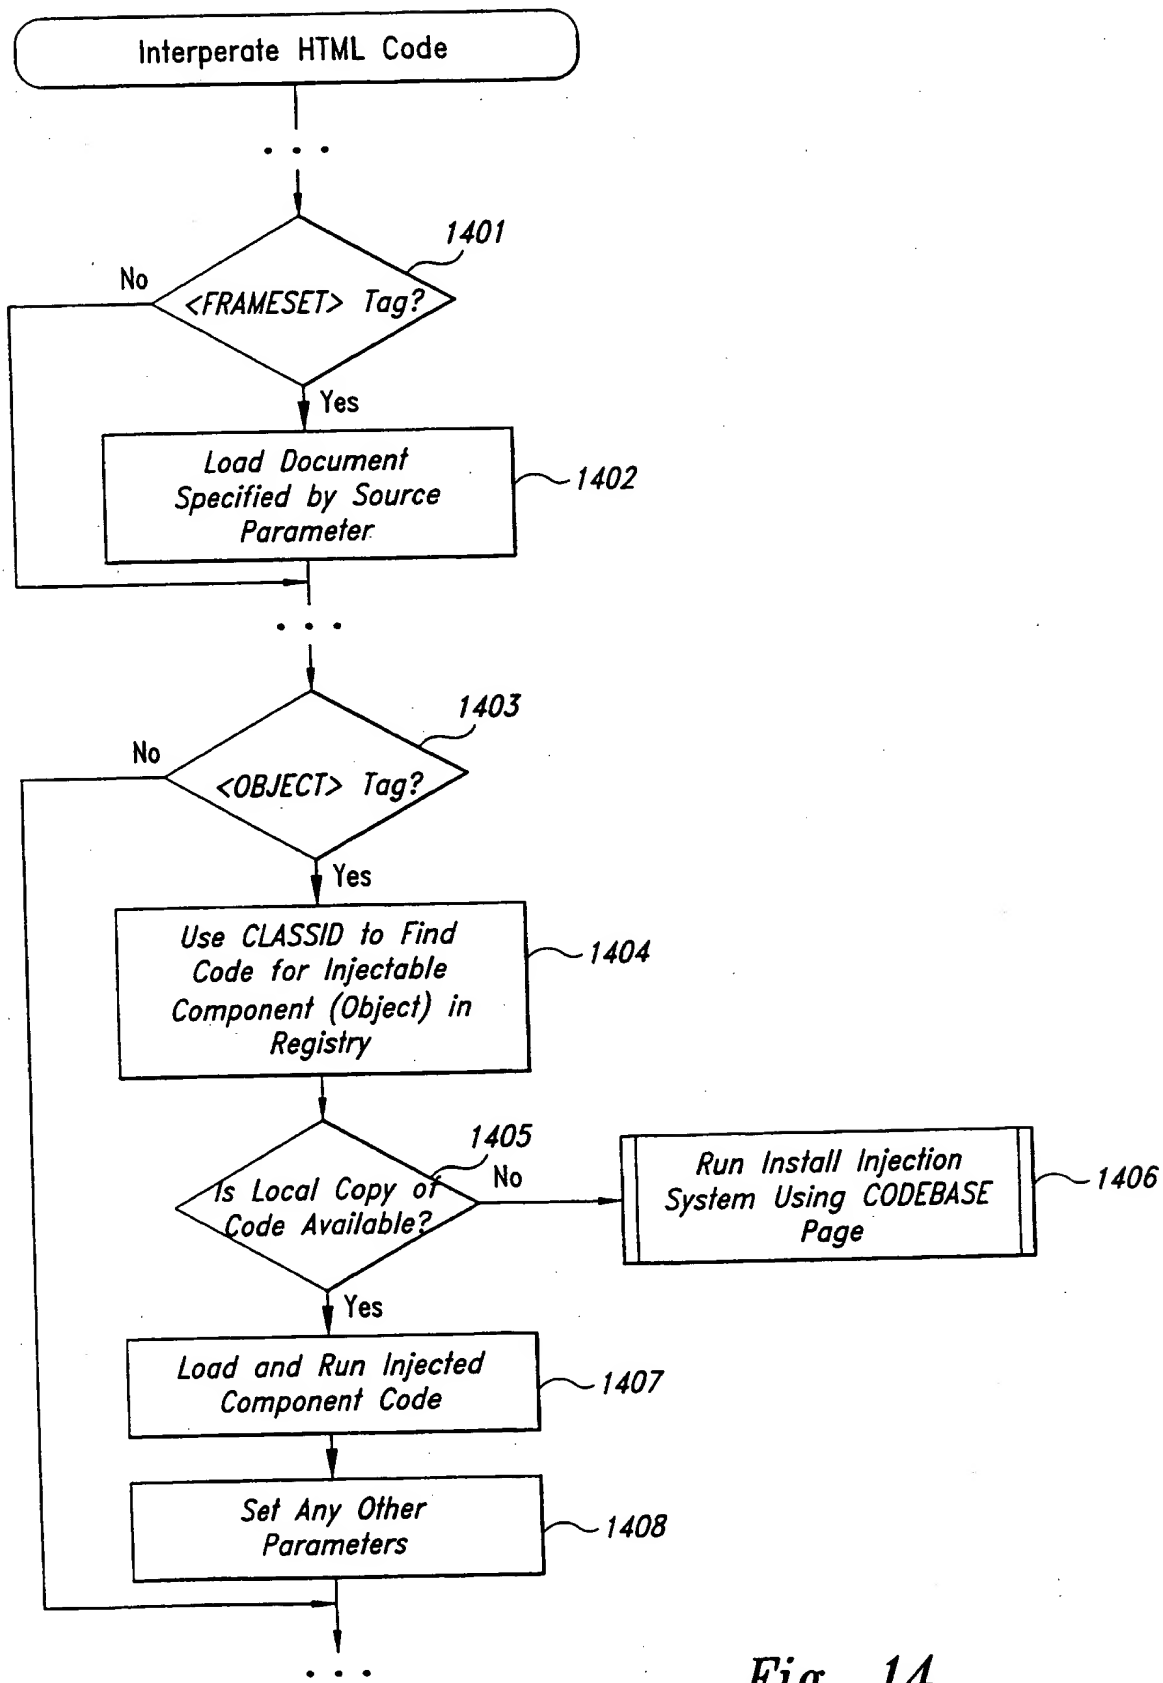 Interperate HTML Code
. . .
1401
No
<FRAMESET> Tag?
Yes
Load Document
Specified by Source
Parameter
1402
. . .
1403
No
<OBJECT> Tag?
Yes
Use CLASSID to Find
Code for Injectable
Component (Object) in
Registry
1404
1405
Is Local Copy of
Code Available?
No
Run Install Injection
System Using CODEBASE
Page
1406
Yes
Load and Run Injected
Component Code
1407
Set Any Other
Parameters
1408
. . .
Fig. 14